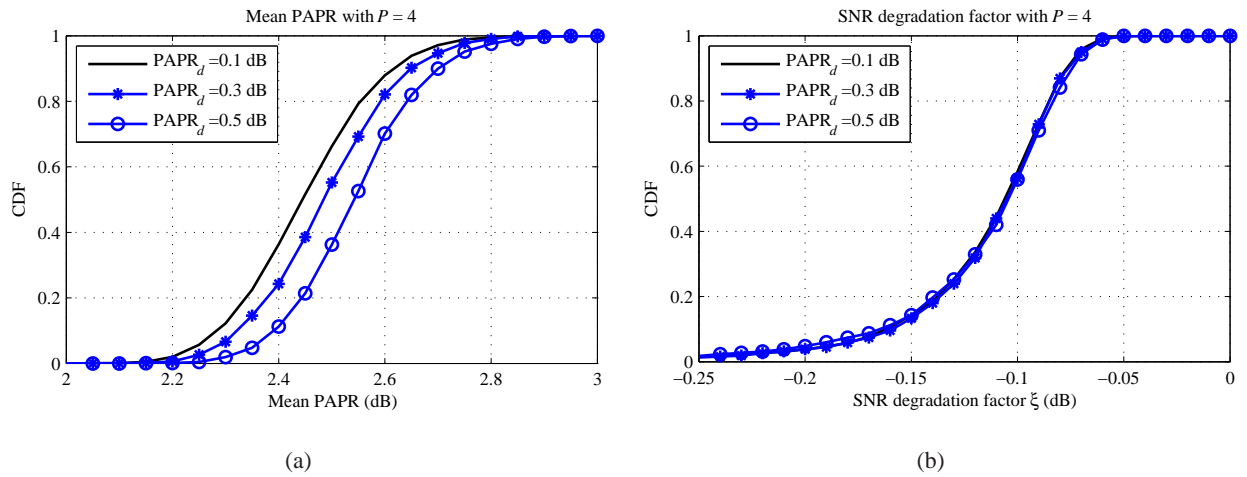 Mean PAPR with P = 4
1
0.8
0.6
0.4
0.2
0
CDF
PAPR_d =0.1 dB
PAPR_d =0.3 dB
PAPR_d =0.5 dB
2 2.2 2.4 2.6 2.8 3
Mean PAPR (dB)
(a)
SNR degradation factor with P = 4
1
0.8
0.6
0.4
0.2
0
CDF
PAPR_d =0.1 dB
PAPR_d =0.3 dB
PAPR_d =0.5 dB
−0.25 −0.2 −0.15 −0.1 −0.05 0
SNR degradation factor ξ (dB)
(b)